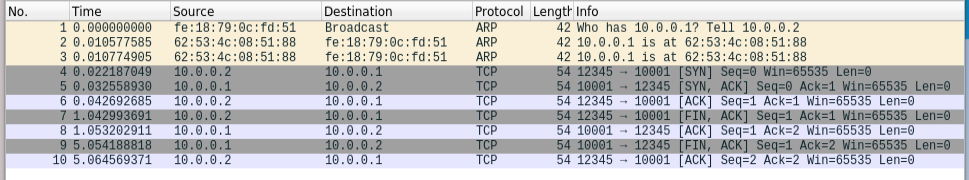 No. Time Source Destination Protocol Length Info
1 0.000000000 fe:18:79:0c:fd:51 Broadcast ARP 42 Who has 10.0.0.1? Tell 10.0.0.2
2 0.010577585 62:53:4c:08:51:88 fe:18:79:0c:fd:51 ARP 42 10.0.0.1 is at 62:53:4c:08:51:88
3 0.010774905 62:53:4c:08:51:88 fe:18:79:0c:fd:51 ARP 42 10.0.0.1 is at 62:53:4c:08:51:88
4 0.022187049 10.0.0.2 10.0.0.1 TCP 54 12345 → 10001 [SYN] Seq=0 Win=65535 Len=0
5 0.032558930 10.0.0.1 10.0.0.2 TCP 54 10001 → 12345 [SYN, ACK] Seq=0 Ack=1 Win=65535 Len=0
6 0.042692685 10.0.0.2 10.0.0.1 TCP 54 12345 → 10001 [ACK] Seq=1 Ack=1 Win=65535 Len=0
7 1.042993691 10.0.0.2 10.0.0.1 TCP 54 12345 → 10001 [FIN, ACK] Seq=1 Ack=1 Win=65535 Len=0
8 1.053202911 10.0.0.1 10.0.0.2 TCP 54 10001 → 12345 [ACK] Seq=1 Ack=2 Win=65535 Len=0
9 5.054188818 10.0.0.1 10.0.0.2 TCP 54 10001 → 12345 [FIN, ACK] Seq=1 Ack=2 Win=65535 Len=0
10 5.064569371 10.0.0.2 10.0.0.1 TCP 54 12345 → 10001 [ACK] Seq=2 Ack=2 Win=65535 Len=0